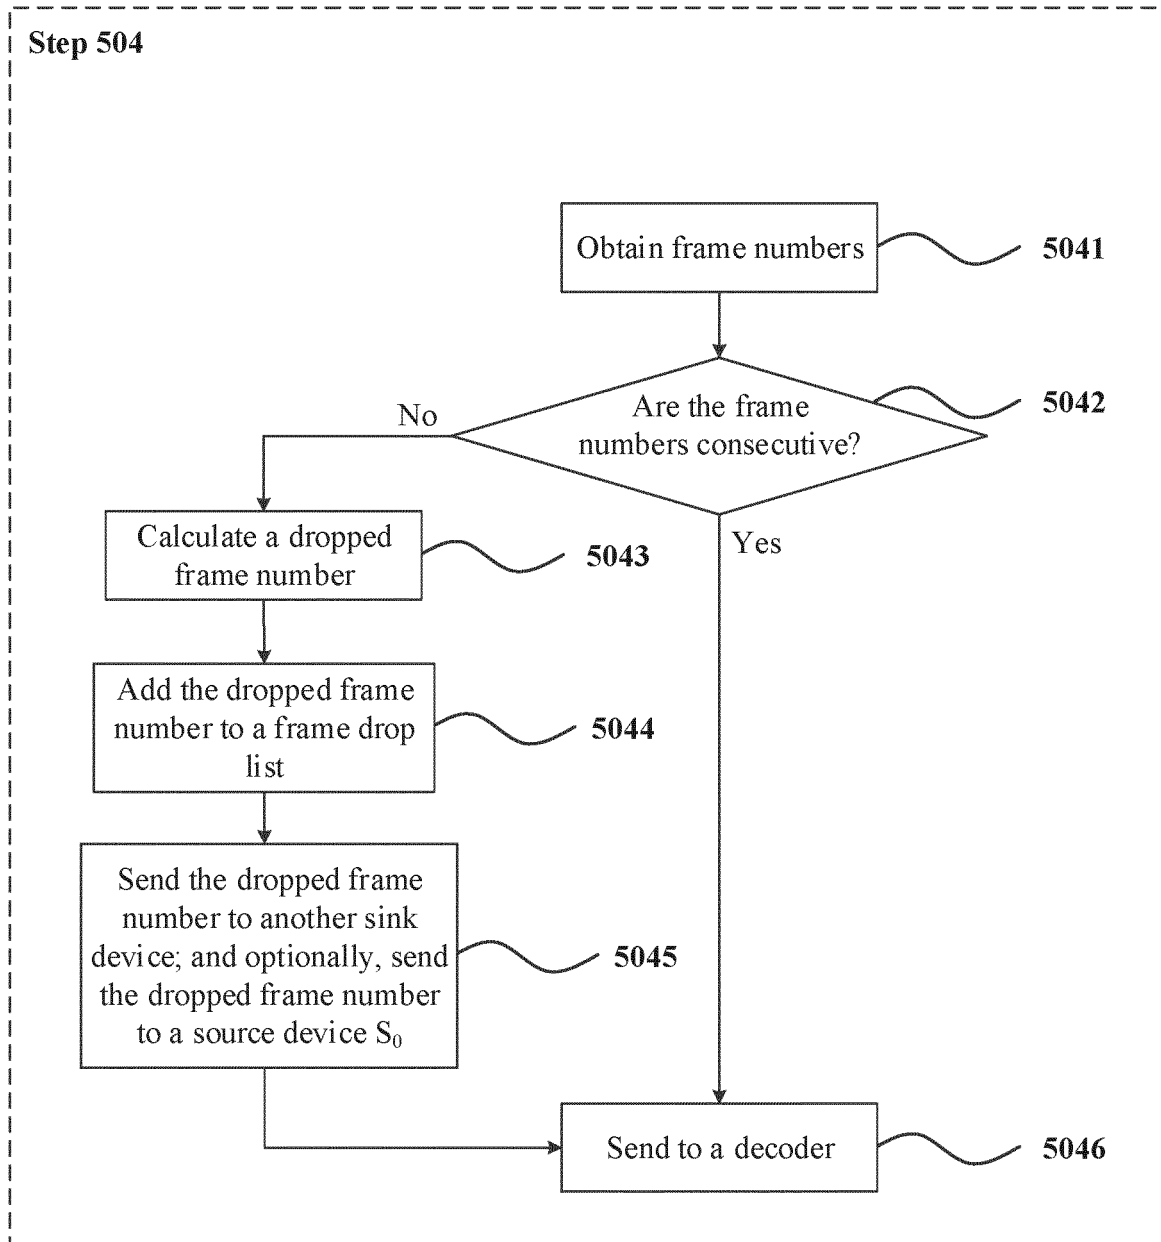 Step 504
Obtain frame numbers
5041
Are the frame
numbers consecutive?
5042
No
Yes
Calculate a dropped
frame number
5043
Add the dropped frame
number to a frame drop
list
5044
Send the dropped frame
number to another sink
device; and optionally, send
the dropped frame number
to a source device S₀
5045
Send to a decoder
5046